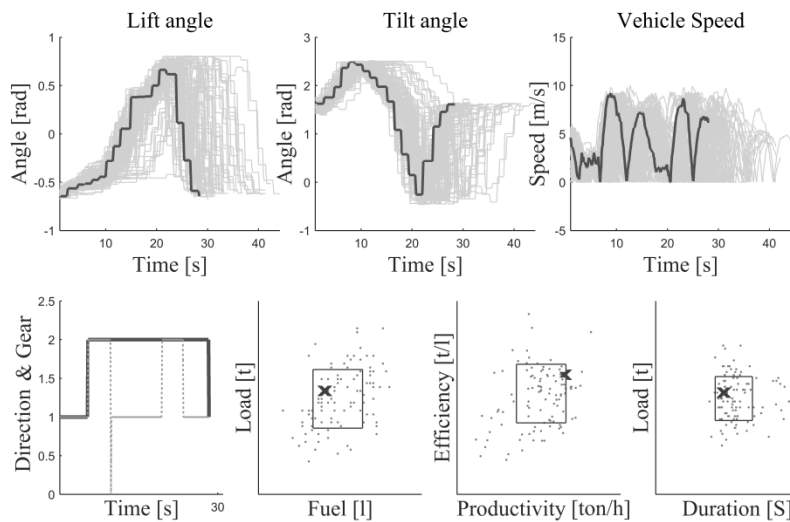 Lift angle
Tilt angle
Vehicle Speed
Angle [rad]
1
0.5
0
-0.5
-1
10 20 30 40
Time [s]
Angle [rad]
3
2
1
0
-1
10 20 30 40
Time [s]
Speed [m/s]
15
10
5
0
-5
10 20 30 40
Time [s]
Direction & Gear
2.5
2
1.5
1
0.5
0
30
Time [s]
Load [t]
Fuel [l]
Efficiency [t/l]
Productivity [ton/h]
Load [t]
Duration [S]